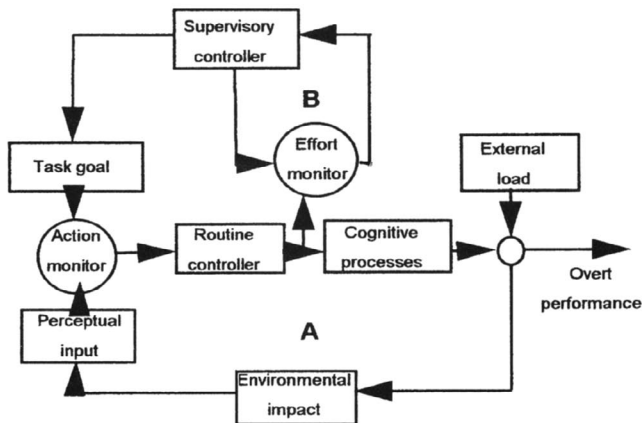 Supervisory
controller
B
Effort
monitor
External
load
Task goal
Action
monitor
Routine
controller
Cognitive
processes
Overt
performance
Perceptual
input
A
Environmental
impact